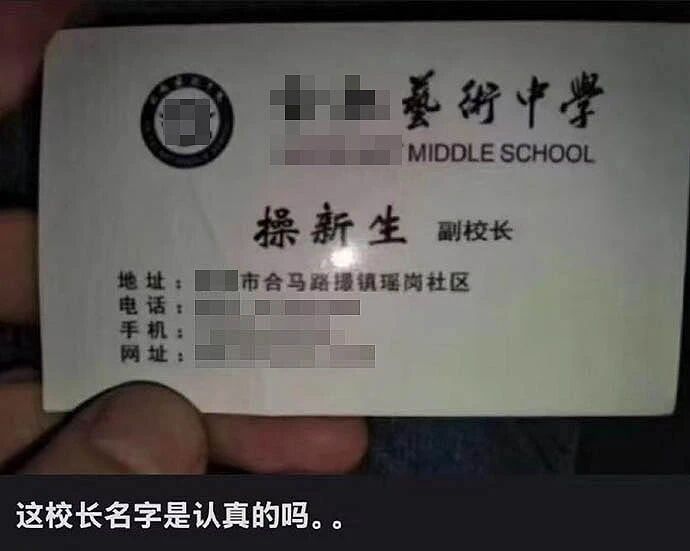 藝術中學
MIDDLE SCHOOL
操新生 副校长
地址：市合马路撮镇瑶岗社区
电话：
手机：
网址：
这校长名字是认真的吗。。